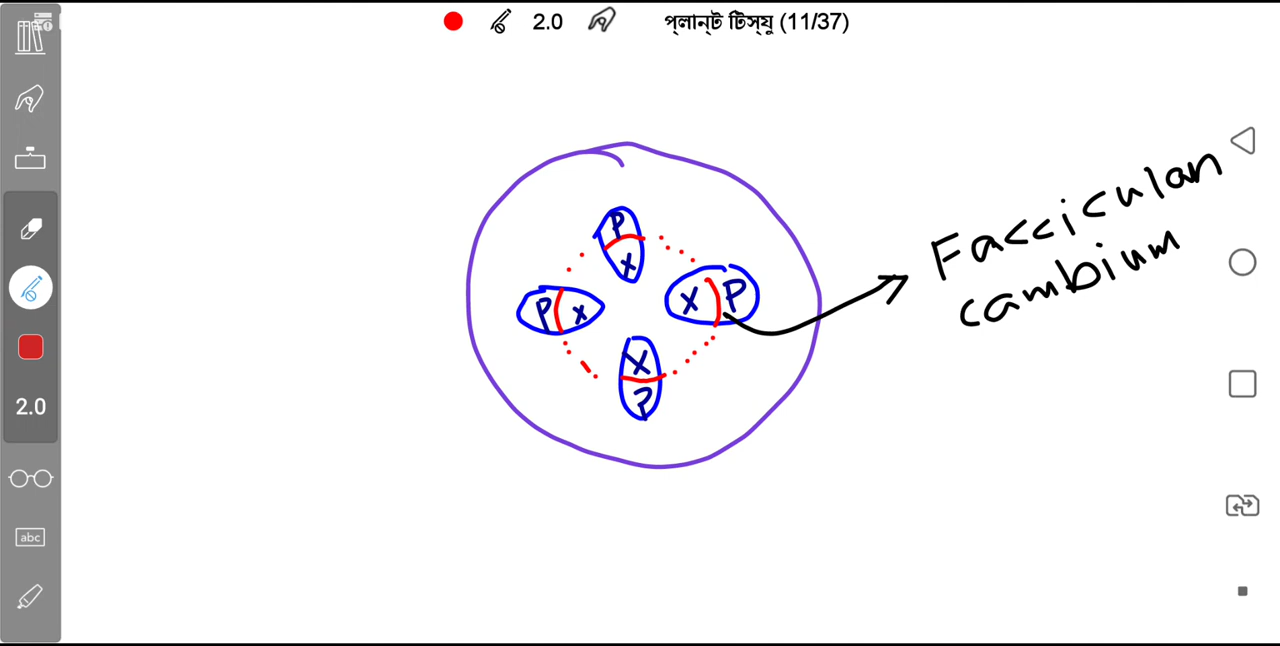 2.0 প্লান্ট টিস্যু (11/37)
P
X
P X
X P
X
P
Facciculan
cambium
2.0
abc